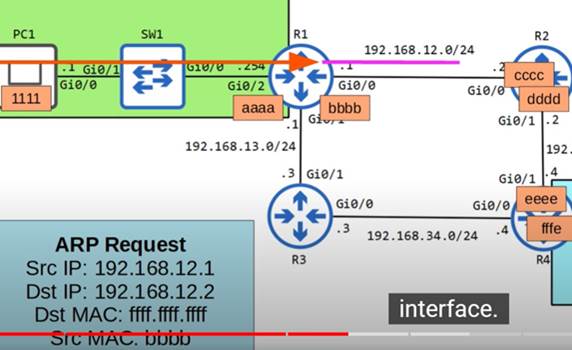 PC1
SW1
R1
R2
192.168.12.0/24
.1
Gi0/1
Gi0/0
.254
.1
.2
Gi0/0
Gi0/2
Gi0/0
Gi0/0
1111
aaaa
bbbb
cccc
dddd
.1
Gi0/1
Gi0/1
.2
192.168.13.0/24
192.
.3
Gi0/1
Gi0/1
.4
eeee
Gi0/0
Gi0/0
fffe
.3
192.168.34.0/24
.4
R3
R4
ARP Request
Src IP: 192.168.12.1
Dst IP: 192.168.12.2
Dst MAC: ffff.ffff.ffff
Src MAC: bbbb
interface.